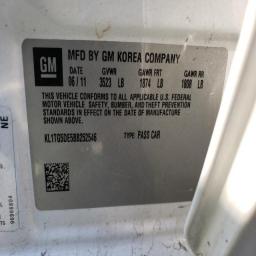 GM
MFD BY GM KOREA COMPANY
DATE GVWR GAWR FRT GAWR RR
06 / 11 3523 LB 1874 LB 1808 LB
THIS VEHICLE CONFORMS TO ALL APPLICABLE FEDERAL
MOTOR VEHICLE SAFETY, BUMPER, AND THEFT PREVENTION
STANDARDS IN EFFECT ON THE DATE OF MANUFACTURE
SHOWN ABOVE.
KL1TG5DE5BB252546 TYPE: PASS CAR
GM
NE